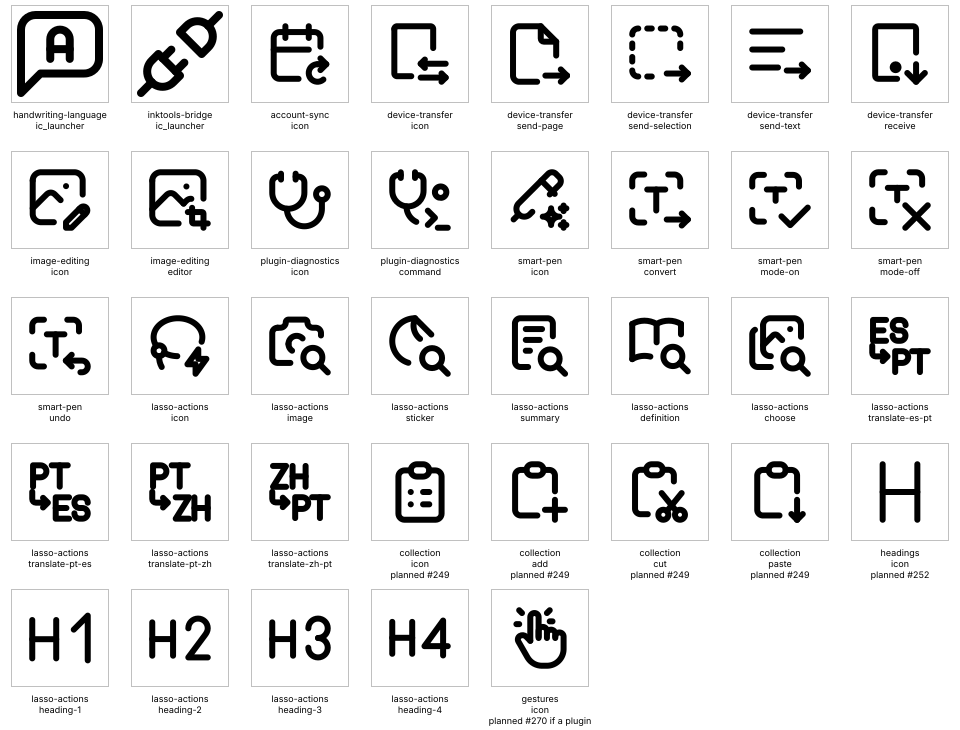 A
handwriting-language
ic_launcher
inktools-bridge
ic_launcher
account-sync
icon
device-transfer
icon
device-transfer
send-page
device-transfer
send-selection
device-transfer
send-text
device-transfer
receive
image-editing
icon
image-editing
editor
plugin-diagnostics
icon
plugin-diagnostics
command
smart-pen
icon
T
smart-pen
convert
T
smart-pen
mode-on
T
smart-pen
mode-off
T
smart-pen
undo
lasso-actions
icon
lasso-actions
image
lasso-actions
sticker
lasso-actions
summary
lasso-actions
definition
lasso-actions
choose
ES
PT
lasso-actions
translate-es-pt
PT
ES
lasso-actions
translate-pt-es
PT
ZH
lasso-actions
translate-pt-zh
ZH
PT
lasso-actions
translate-zh-pt
collection
icon
planned #249
collection
add
planned #249
collection
cut
planned #249
collection
paste
planned #249
H
headings
icon
planned #252
H1
lasso-actions
heading-1
H2
lasso-actions
heading-2
H3
lasso-actions
heading-3
H4
lasso-actions
heading-4
gestures
icon
planned #270 if a plugin